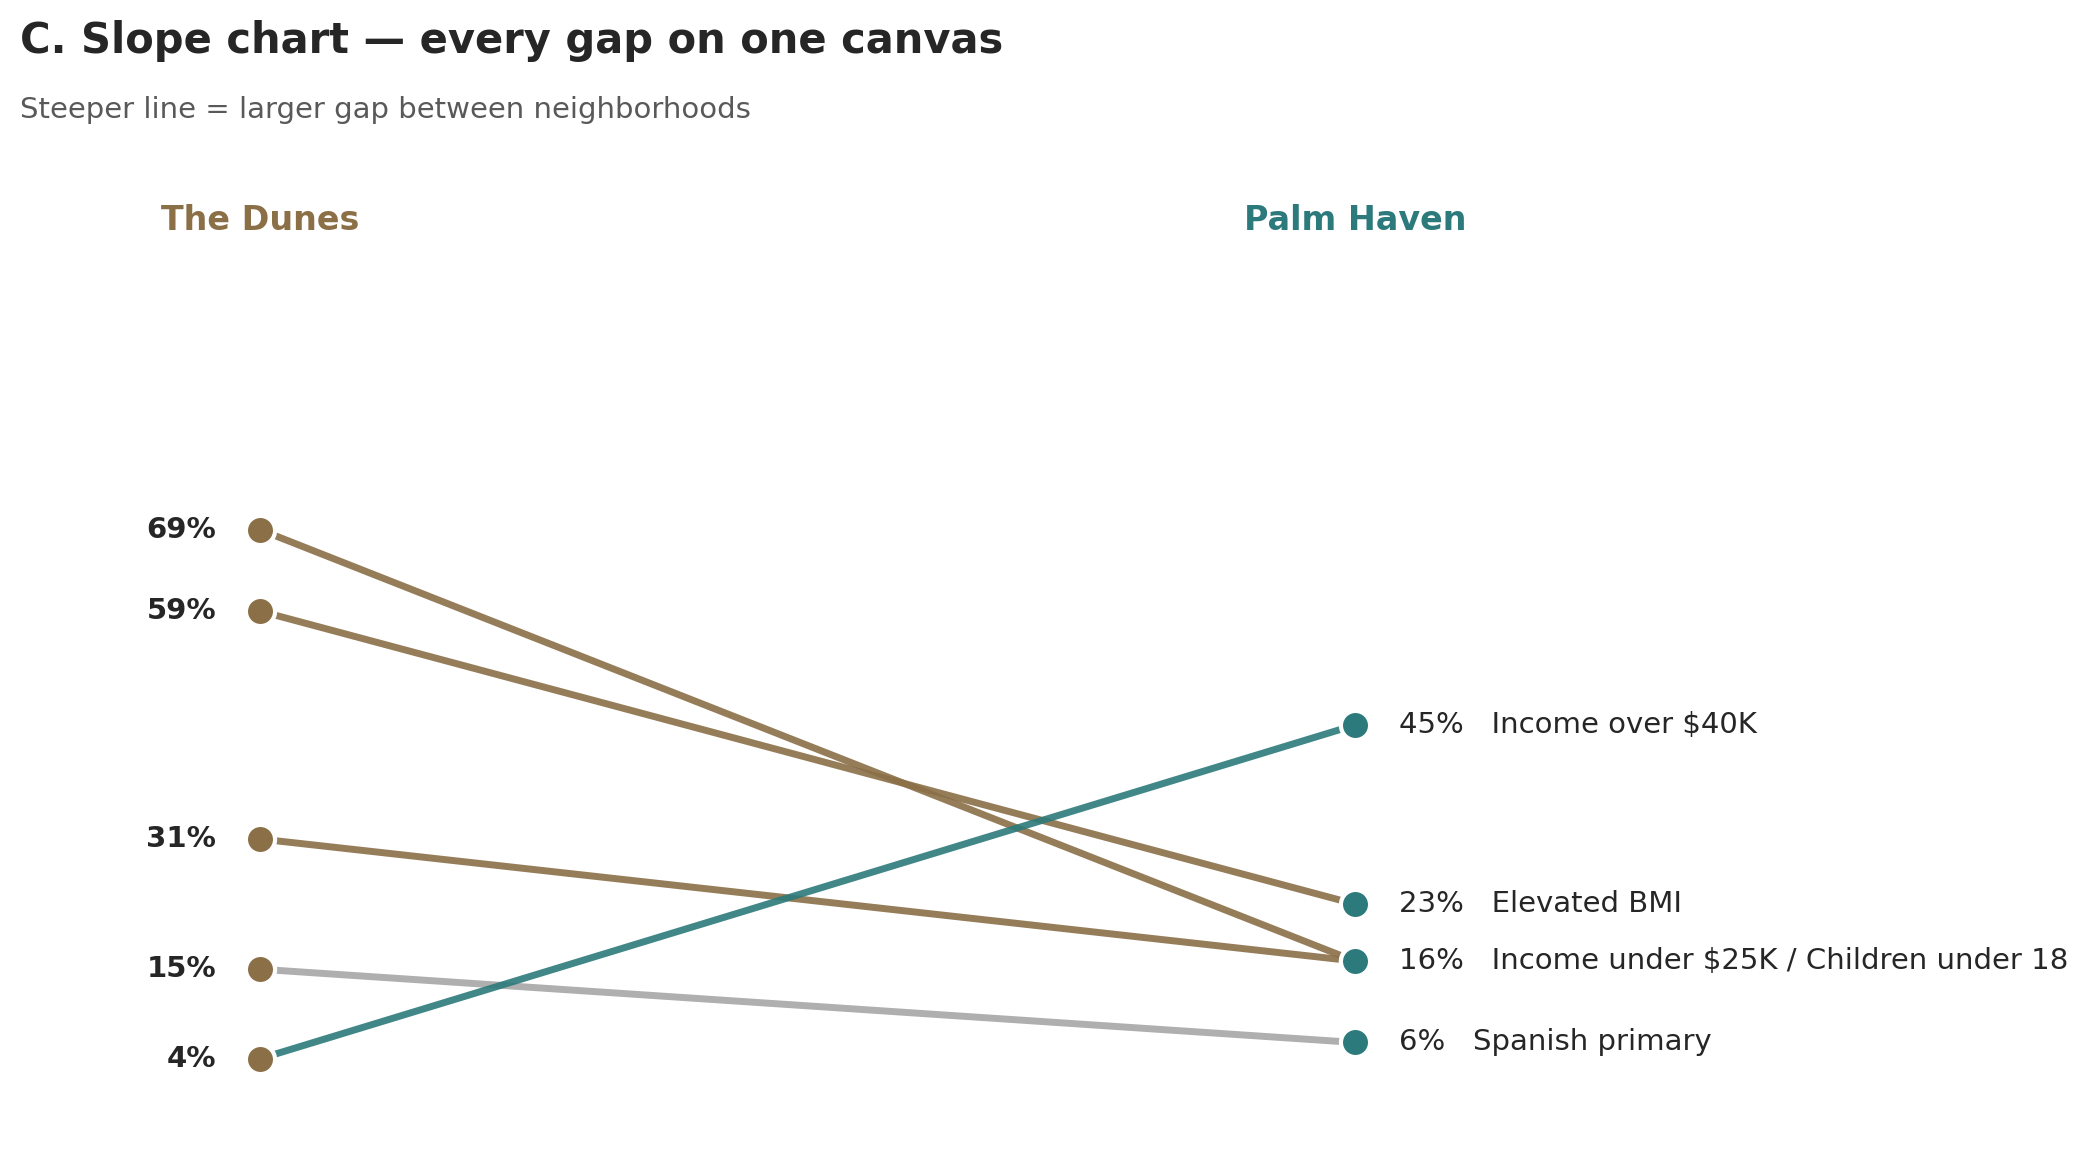 C. Slope chart — every gap on one canvas
Steeper line = larger gap between neighborhoods
The Dunes
Palm Haven
69%
59%
45% Income over $40K
31%
23% Elevated BMI
16% Income under $25K / Children under 18
15%
6% Spanish primary
4%